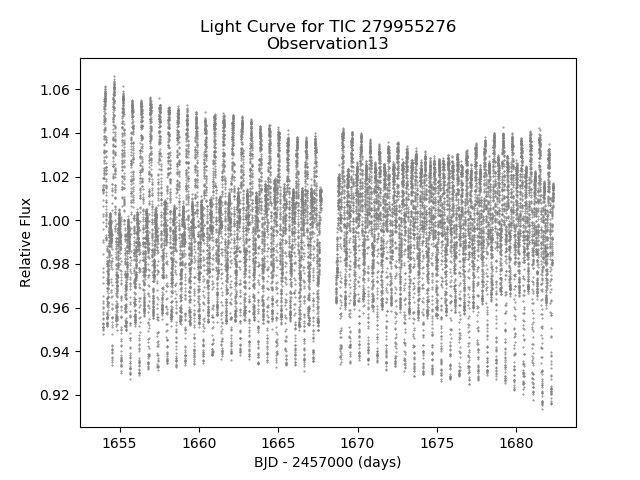 Light Curve for TIC 279955276
Observation13
1.06
1.04
1.02
1.00
0.98
0.96
0.94
0.92
Relative Flux
1655 1660 1665 1670 1675 1680
BJD - 2457000 (days)